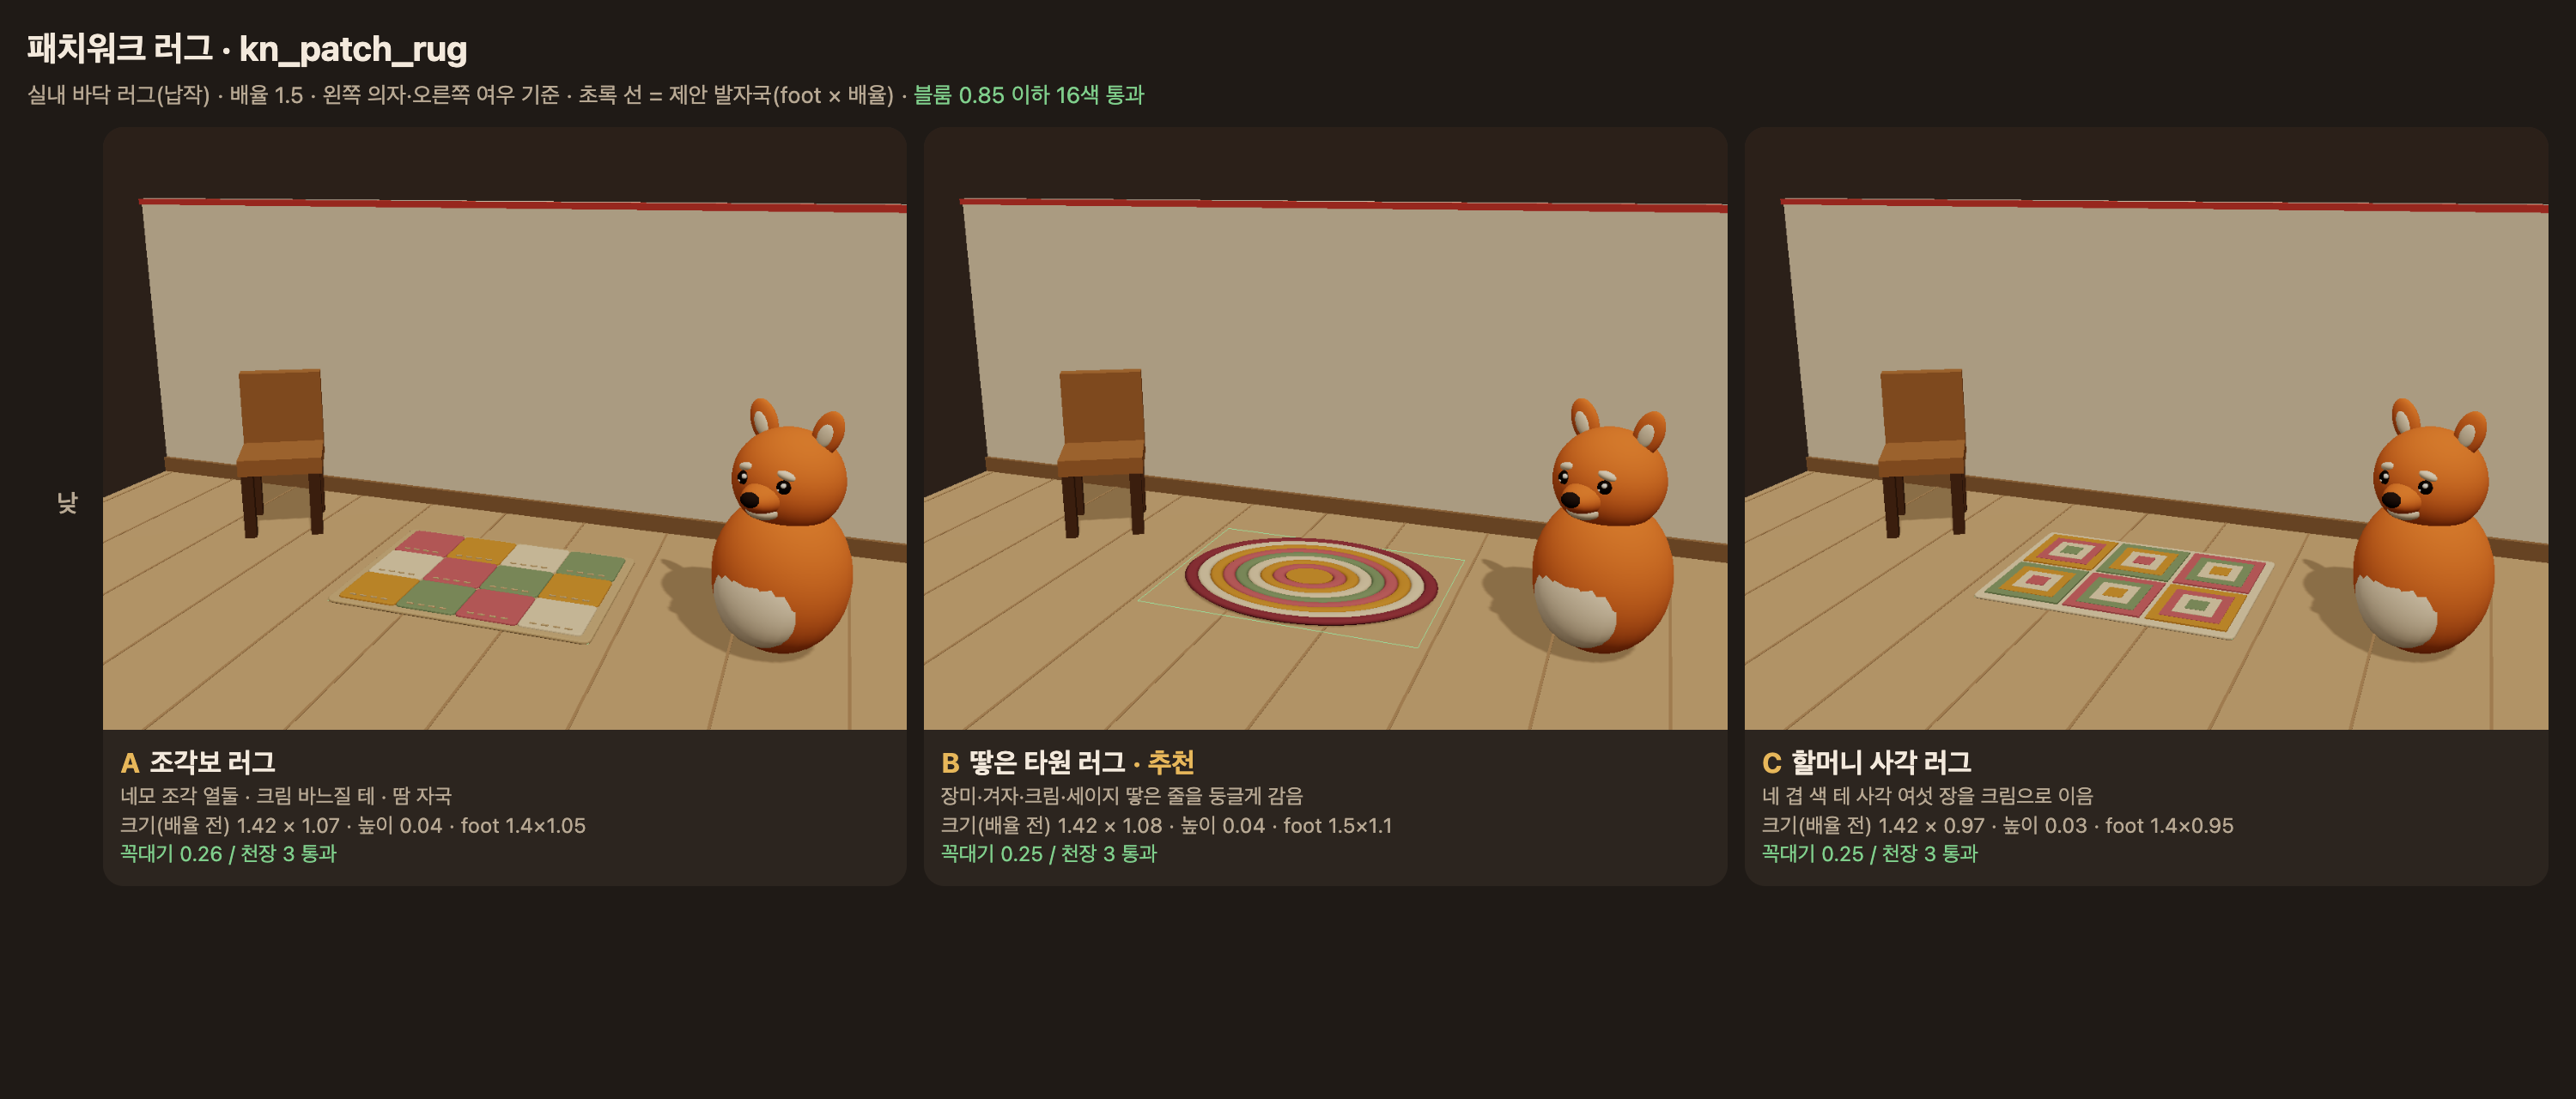 패치워크 러그 · kn_patch_rug
실내 바닥 러그(납작) · 배율 1.5 · 왼쪽 의자·오른쪽 여우 기준 · 초록 선 = 제안 발자국(foot × 배율) · 블룸 0.85 이하 16색 통과
낮
A 조각보 러그
네모 조각 열둘 · 크림 바느질 테 · 땀 자국
크기(배율 전) 1.42 × 1.07 · 높이 0.04 · foot 1.4×1.05
꼭대기 0.26 / 천장 3 통과
B 땋은 타원 러그 · 추천
장미·겨자·크림·세이지 땋은 줄을 둥글게 감음
크기(배율 전) 1.42 × 1.08 · 높이 0.04 · foot 1.5×1.1
꼭대기 0.25 / 천장 3 통과
C 할머니 사각 러그
네 겹 색 테 사각 여섯 장을 크림으로 이음
크기(배율 전) 1.42 × 0.97 · 높이 0.03 · foot 1.4×0.95
꼭대기 0.25 / 천장 3 통과